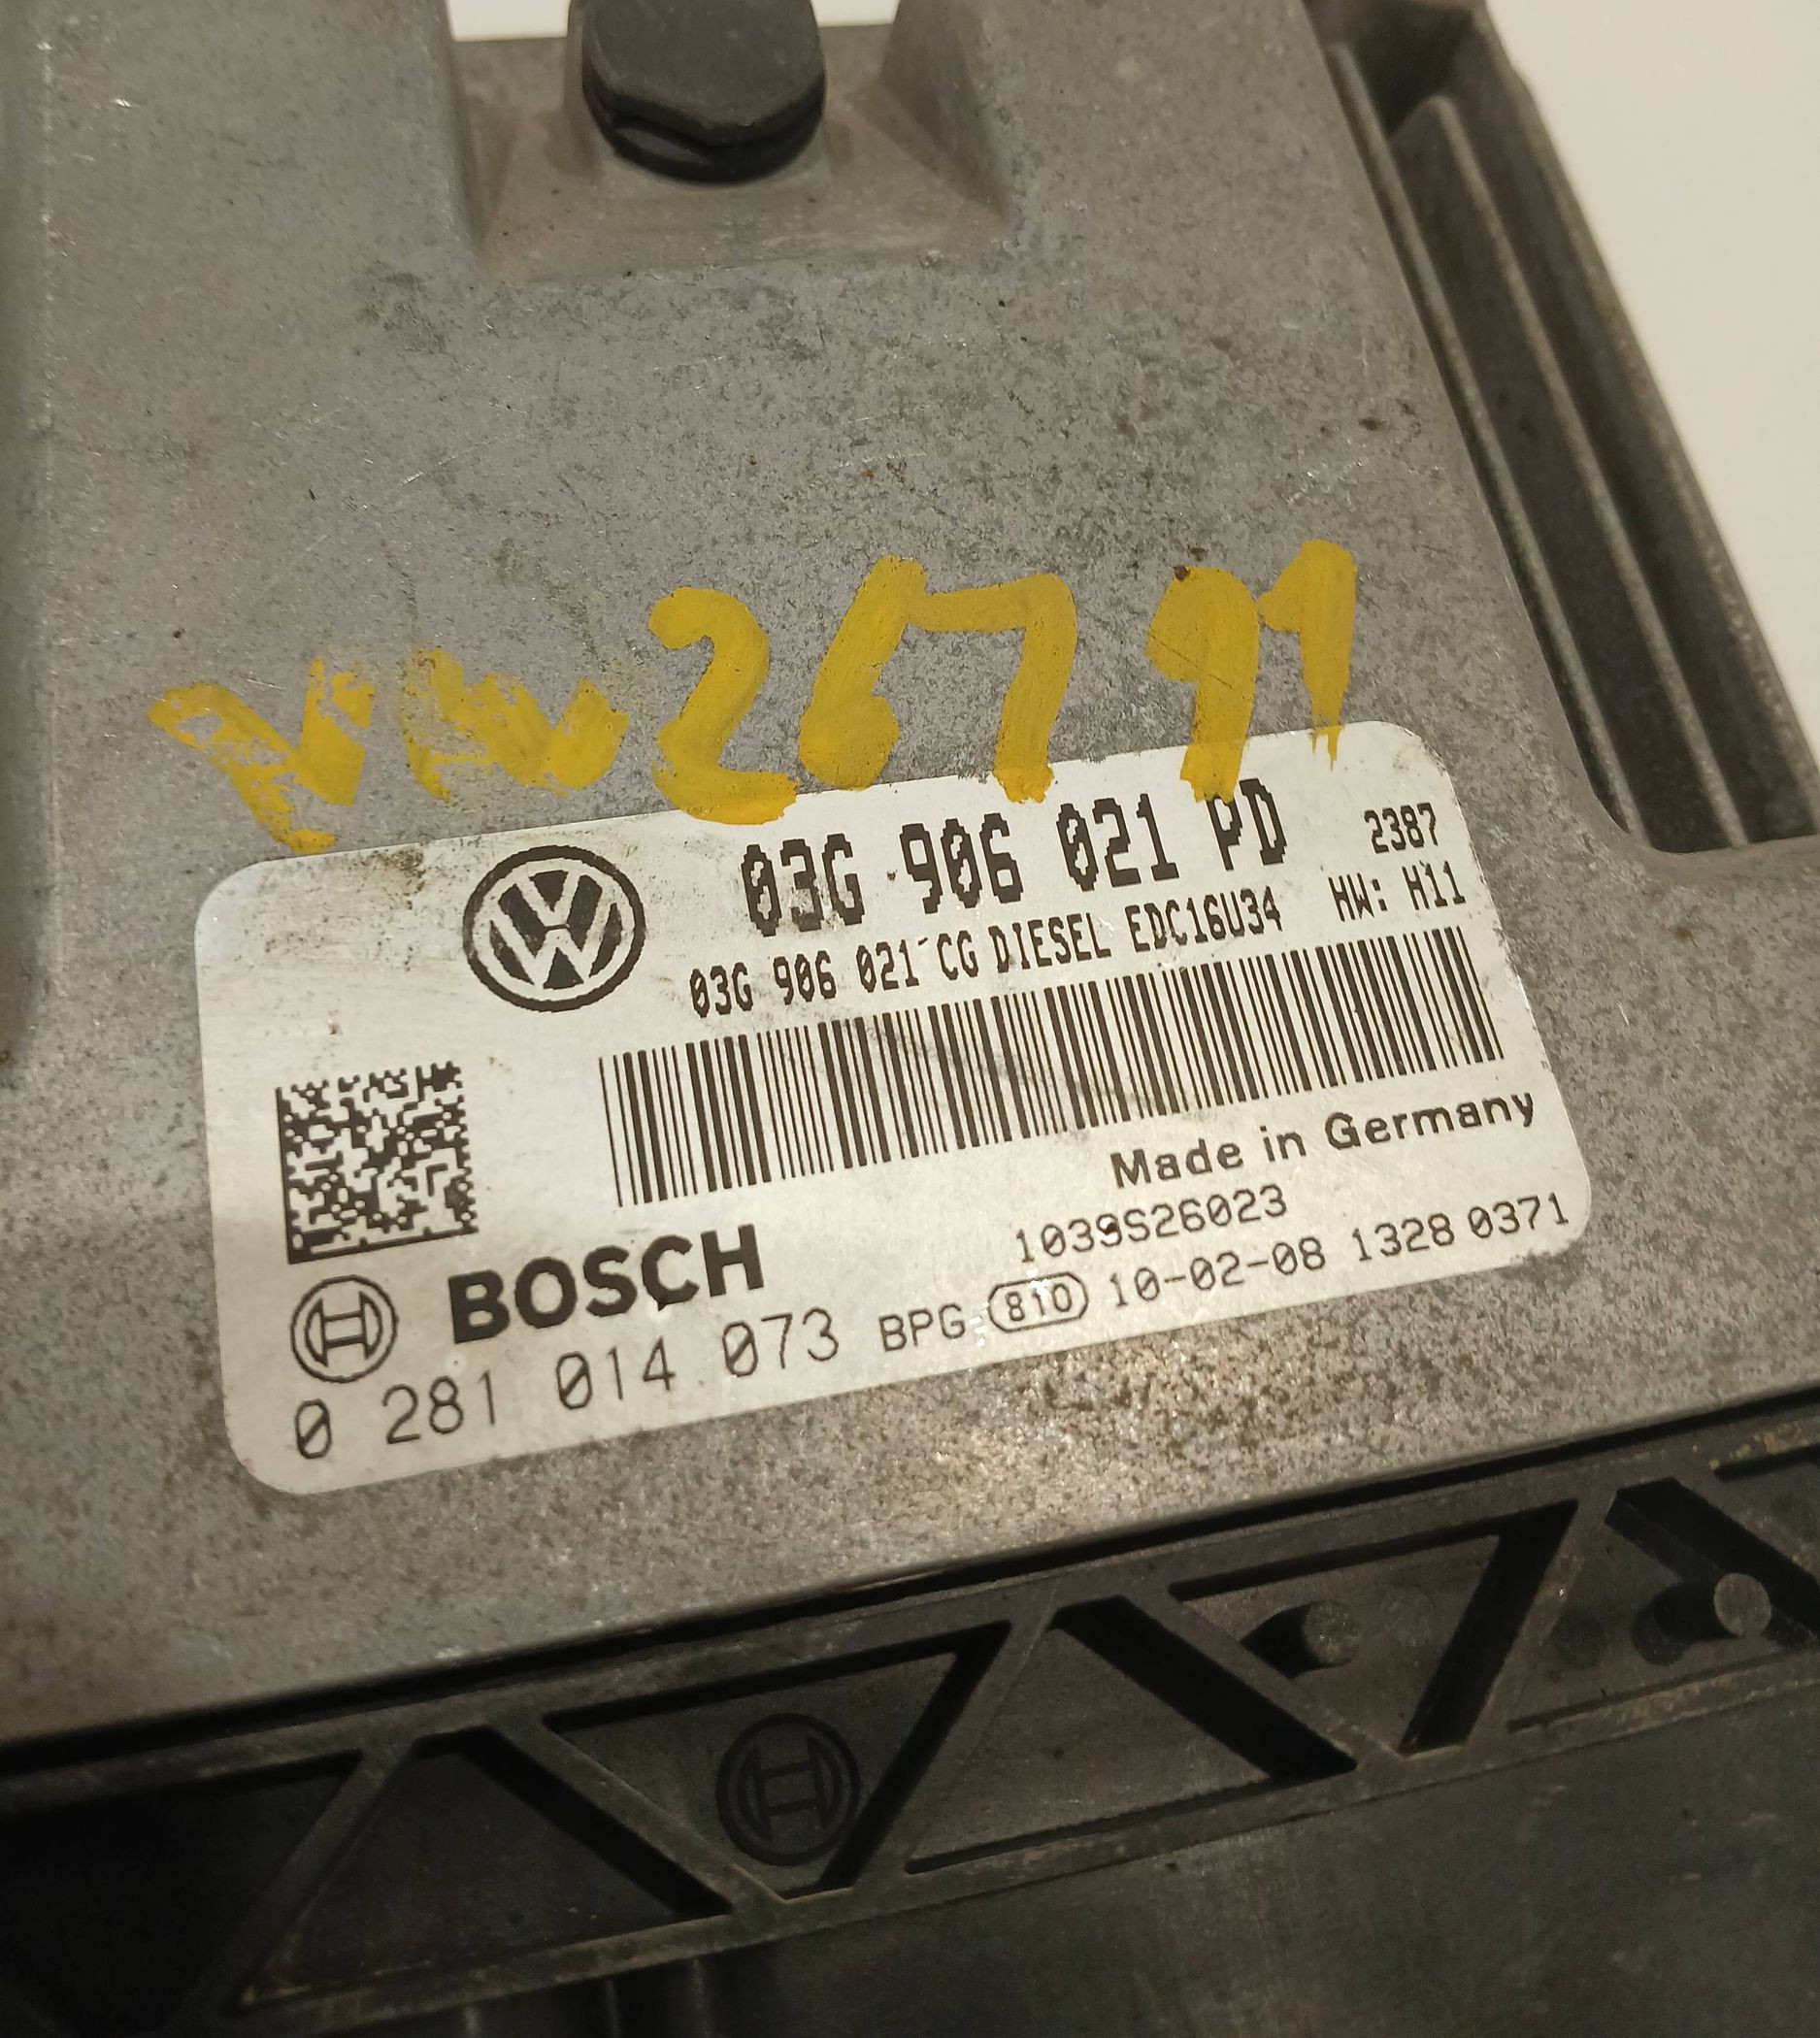 VW26791
03G 906 021 PD 2387
03G 906 021 CG DIESEL EDC16U34 HW: H11
Made in Germany
1039S26023
BOSCH
0 281 014 073 BPG 810 10-02-08 1328 0371